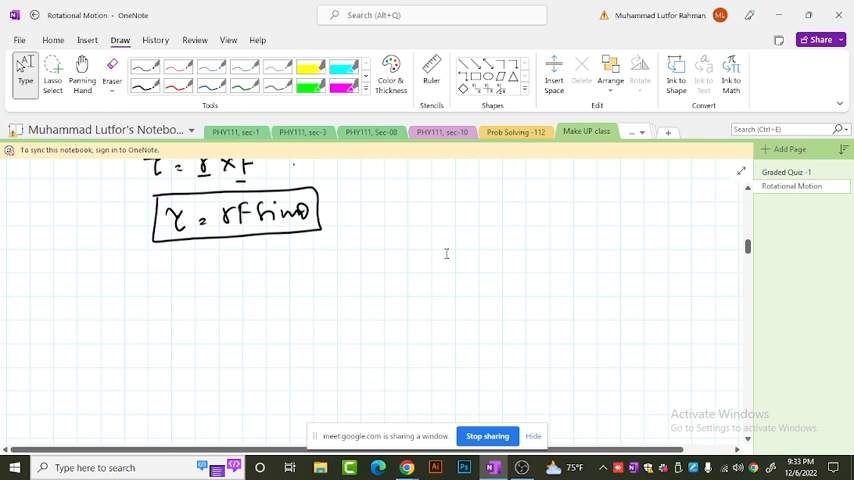 Rotational Motion - OneNote
Search (Alt+Q)
Muhammad Lutfor Rahman
ML
File Home Insert Draw History Review View Help
Share
Type
Lasso Select
Panning Hand
Eraser
Color & Thickness
Ruler
Insert Space
Delete
Arrange
Rotate
Ink to Shape
Ink to Text
Ink to Math
Tools
Stencils
Shapes
Edit
Convert
Muhammad Lutfor's Notebo...
PHY111, sec-1
PHY111, sec-3
PHY111, Sec-08
PHY111, sec-10
Prob Solving -112
Make UP class
...
+
Search (Ctrl+E)
To sync this notebook, sign in to OneNote.
Add Page
Graded Quiz -1
Rotational Motion
τ = r × F
τ = rF sinθ
Activate Windows
Go to Settings to activate Windows.
meet.google.com is sharing a window.
Stop sharing
Hide
Type here to search
75°F
9:33 PM
12/6/2022